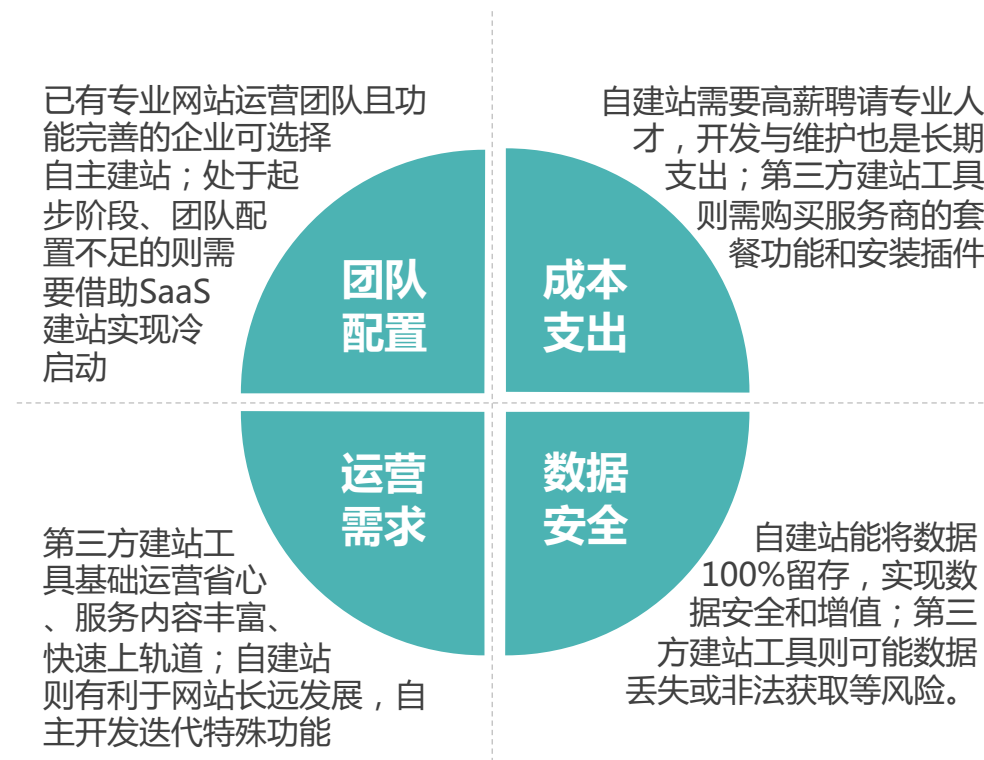 已有专业网站运营团队且功
能完善的企业可选择
自主建站；处于起
步阶段、团队配
置不足的则需
要借助SaaS
建站实现冷
启动
团队
配置
自建站需要高薪聘请专业人
才，开发与维护也是长期
支出；第三方建站工具
则需购买服务商的套
餐功能和安装插件
成本
支出
运营
需求
第三方建站工
具基础运营省心
、服务内容丰富、
快速上轨道；自建站
则有利于网站长远发展，自
主开发迭代特殊功能
数据
安全
自建站能将数据
100%留存，实现数
据安全和增值；第三
方建站工具则可能数据
丢失或非法获取等风险。